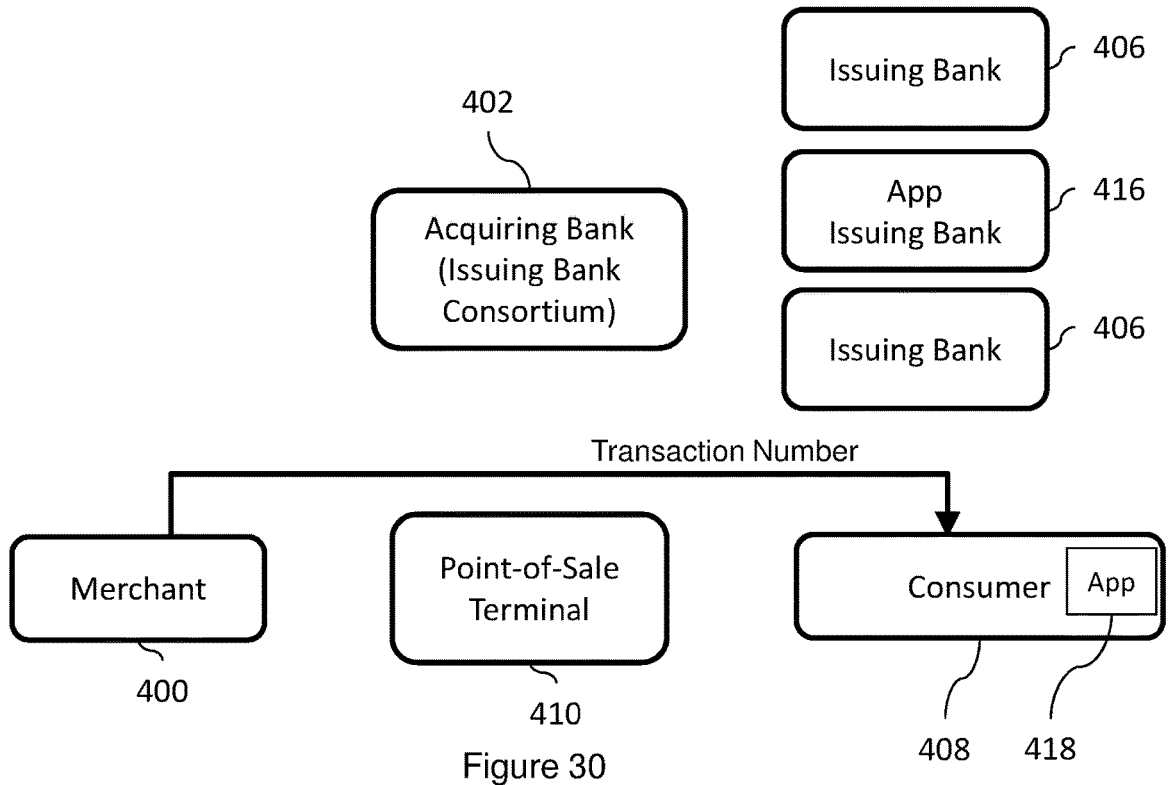 Issuing Bank
406
402
App
Issuing Bank
416
Acquiring Bank
(Issuing Bank
Consortium)
Issuing Bank
406
Transaction Number
Merchant
Point-of-Sale
Terminal
Consumer
App
400
410
408
418
Figure 30